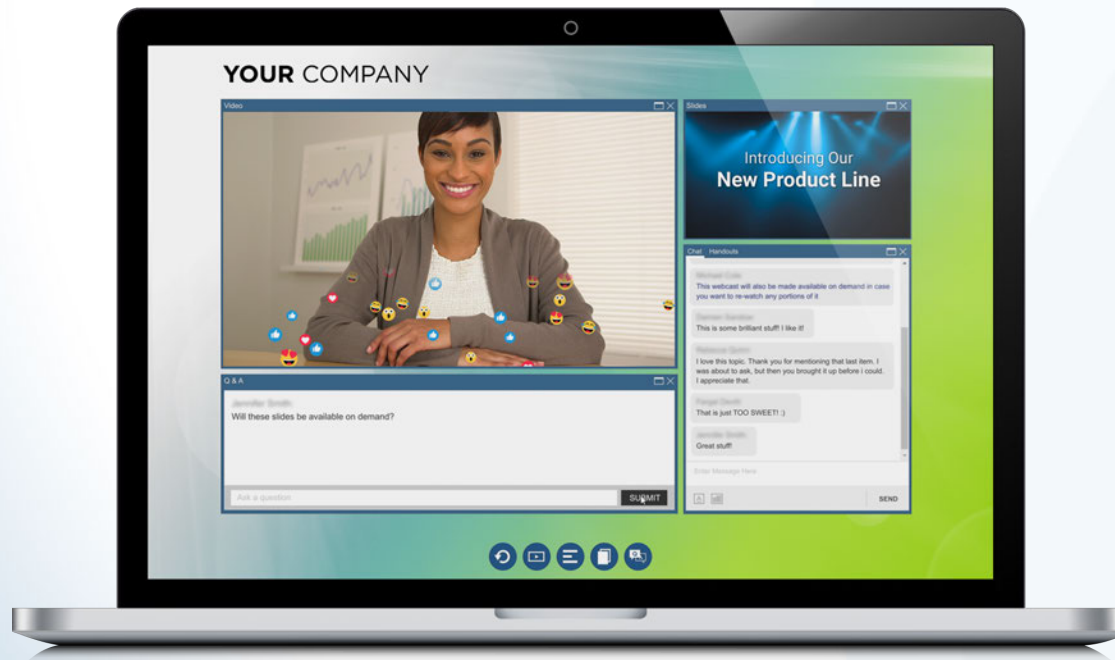 YOUR COMPANY
Video
Slides
Introducing Our
New Product Line
Chat Handouts
This webcast will also be made available on demand in case
you want to re-watch any portions of it
This is some brilliant stuff! I like it!
I love this topic. Thank you for mentioning that last item. I
was about to ask, but then you brought it up before i could.
I appreciate that.
That is just TOO SWEET! :)
Great stuff!
Enter Message Here
SEND
Q & A
Will these slides be available on demand?
Ask a question
SUBMIT